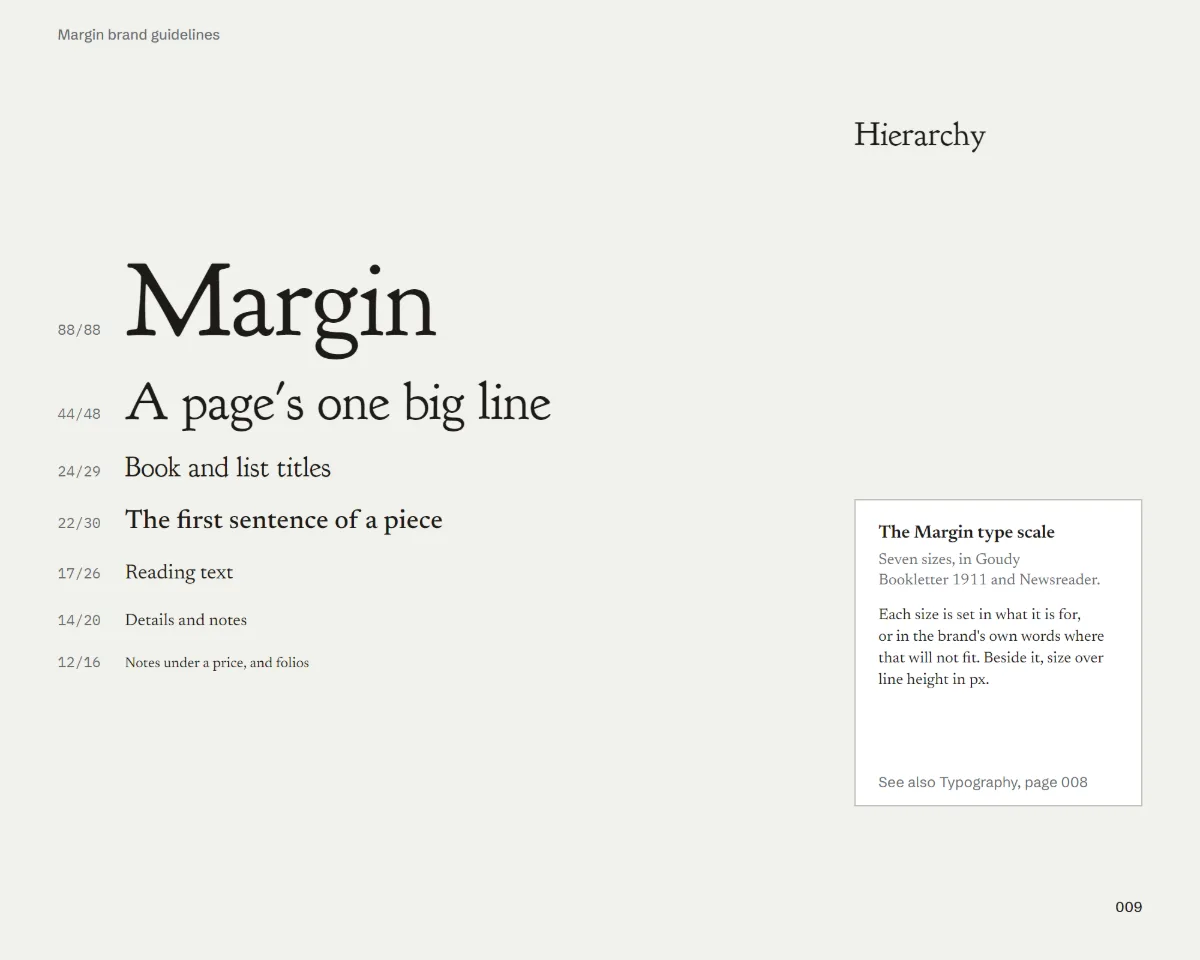 Margin brand guidelines
Hierarchy
88/88 Margin
44/48 A page's one big line
24/29 Book and list titles
22/30 The first sentence of a piece
17/26 Reading text
14/20 Details and notes
12/16 Notes under a price, and folios
The Margin type scale
Seven sizes, in Goudy
Bookletter 1911 and Newsreader.
Each size is set in what it is for,
or in the brand's own words where
that will not fit. Beside it, size over
line height in px.
See also Typography, page 008
009